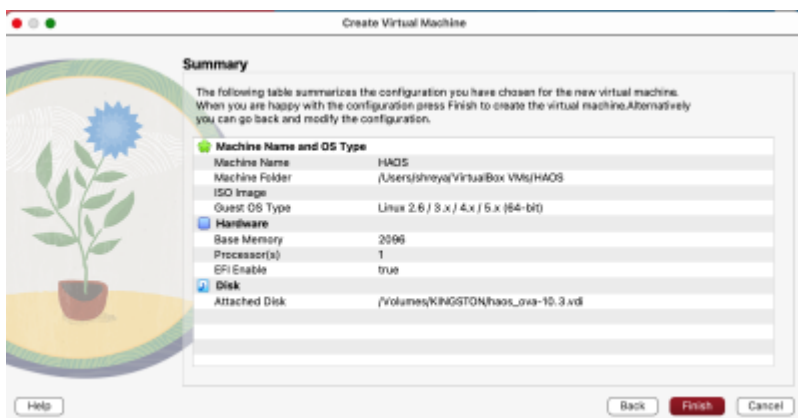 Create Virtual Machine
Summary
The following table summarizes the configuration you have chosen for the new virtual machine.
When you are happy with the configuration press Finish to create the virtual machine.Alternatively
you can go back and modify the configuration.
Machine Name and OS Type
Machine Name HAOS
Machine Folder /Users/shreya/VirtualBox VMs/HAOS
ISO Image
Guest OS Type Linux 2.6 / 3.x / 4.x / 5.x (64-bit)
Hardware
Base Memory 2096
Processor(s) 1
EFI Enable true
Disk
Attached Disk /Volumes/KINGSTON/haos_ova-10.3.vdi
Help Back Finish Cancel